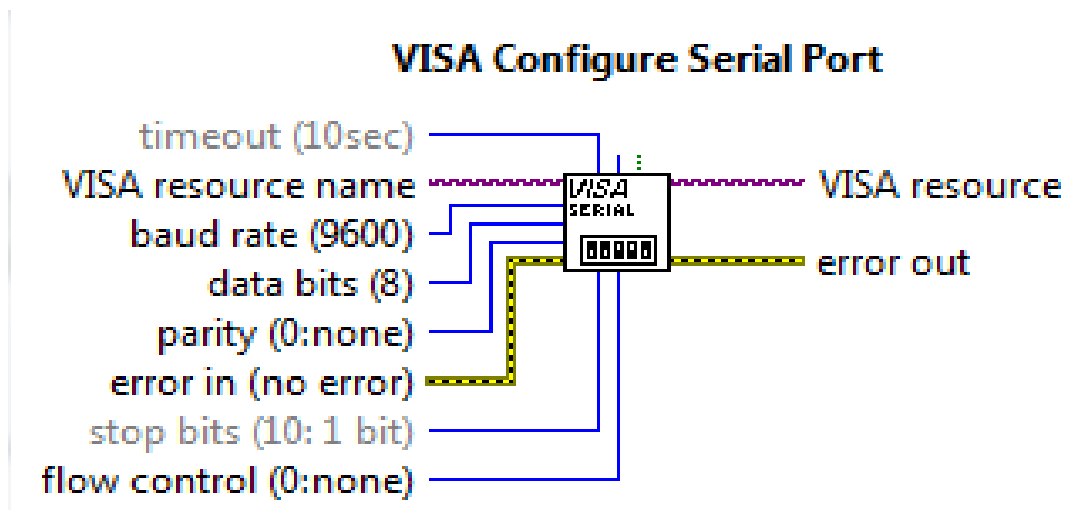 VISA Configure Serial Port
timeout (10sec)
VISA resource name
baud rate (9600)
data bits (8)
parity (0:none)
error in (no error)
stop bits (10: 1 bit)
flow control (0:none)
VISA
SERIAL
VISA resource
error out